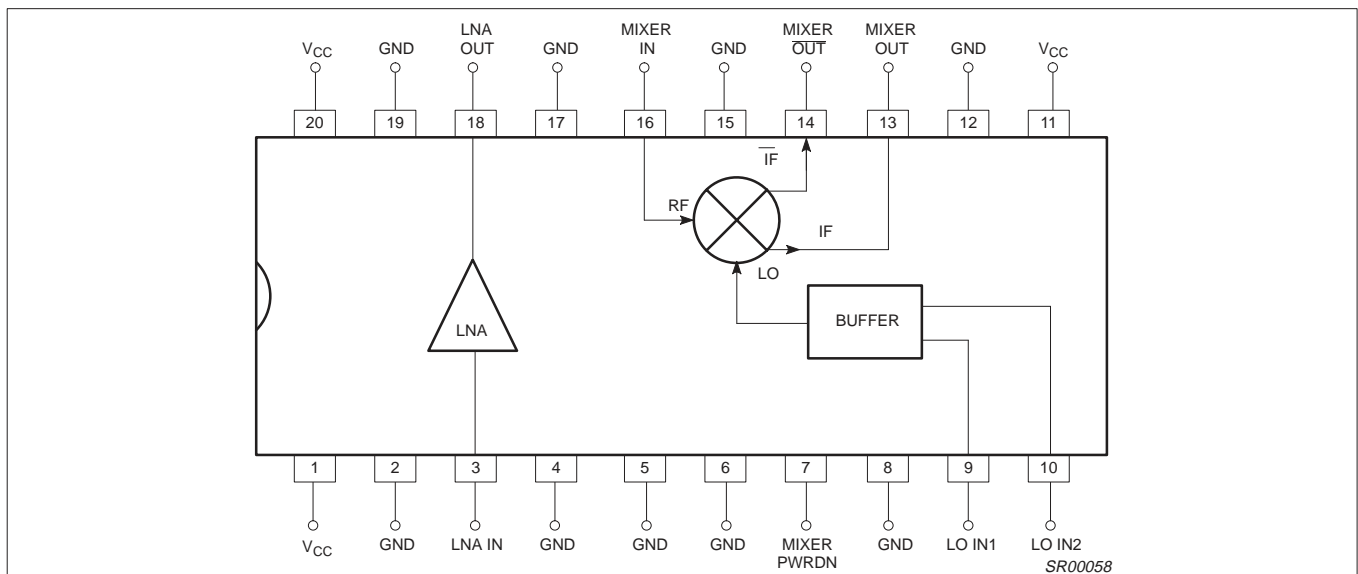 VCC
GND
LNA
OUT
GND
MIXER
IN
GND
MIXER
O̅U̅T̅
MIXER
OUT
GND
VCC
20
19
18
17
16
15
14
13
12
11
I̅F̅
RF
IF
LO
LNA
BUFFER
1
2
3
4
5
6
7
8
9
10
VCC
GND
LNA IN
GND
GND
GND
MIXER
PWRDN
GND
LO IN1
LO IN2
SR00058